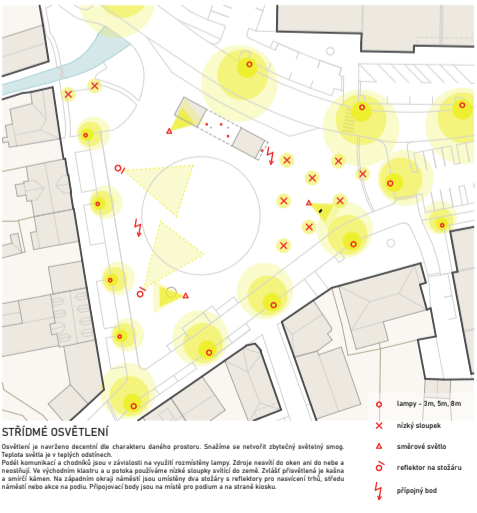 STŘÍDMÉ OSVĚTLENÍ
Osvětlení je navrženo decentní dle charakteru daného prostoru. Snažíme se netvořit zbytečný světelný smog.
Teplota světla je v teplých odstínech.
Podél komunikací a chodníků jsou v závislosti na využití rozmístěny lampy. Zdroje nesvítí do oken ani do nebe a
neoslňují. Ve východním klastru a u potoka používáme nízké sloupky svítící do země. Zvlášť přisvětlená je kašna
a smírčí kámen. Na západním okraji náměstí jsou umístěny dva stožáry s reflektory pro nasvícení trhů, středu
náměstí nebo akce na podiu. Připojovací body jsou na místě pro podium a na straně kiosku.
lampy - 3m, 5m, 8m
nízký sloupek
směrové světlo
reflektor na stožáru
přípojný bod